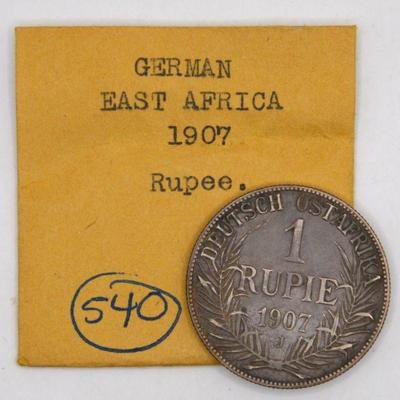 GERMAN
EAST AFRICA
1907
Rupee.
540
DEUTSCH OSTAFRIKA
1
RUPIE
1907
J